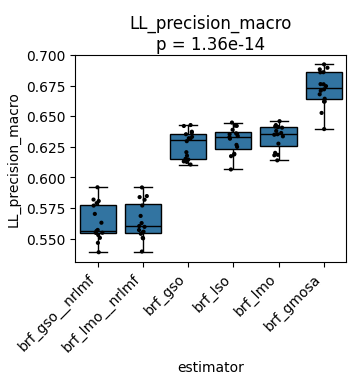 LL_precision_macro
p = 1.36e-14
LL_precision_macro
0.700
0.675
0.650
0.625
0.600
0.575
0.550
brf_gso__nrlmf
brf_lmo__nrlmf
brf_gso
brf_lso
brf_lmo
brf_gmosa
estimator